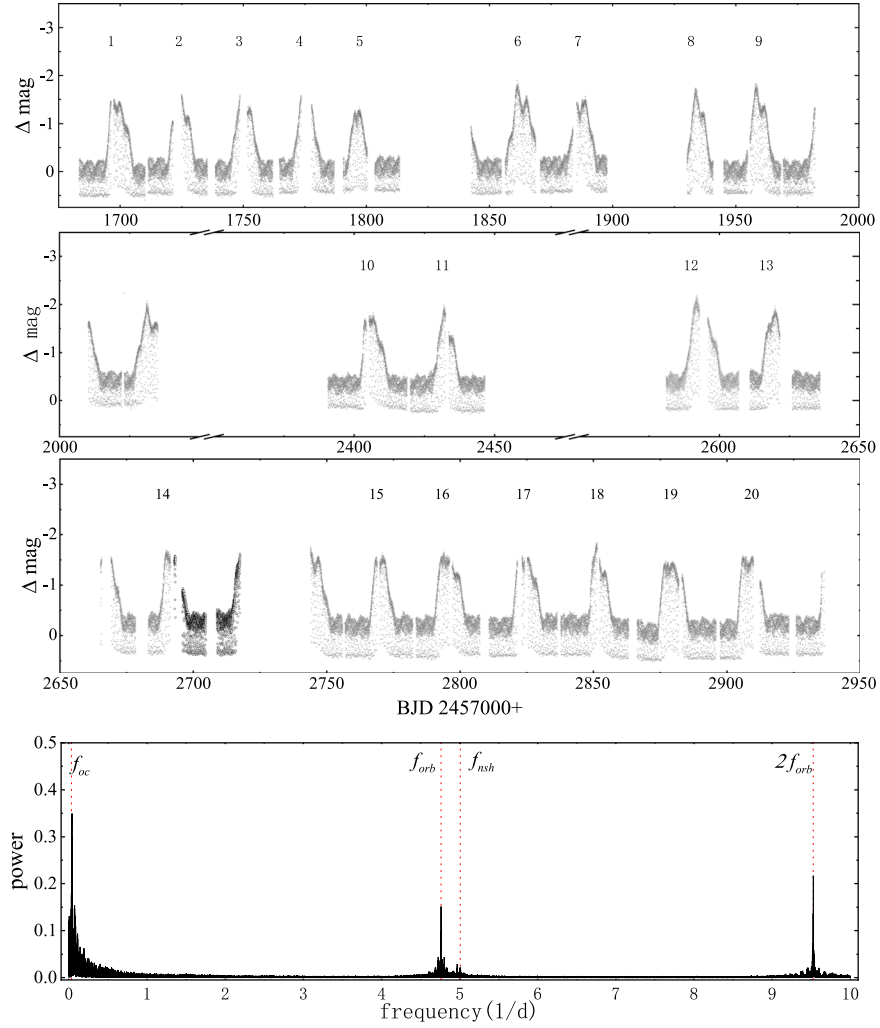 -3
1 2 3 4 5 6 7 8 9
-2
Δ mag
-1
0
1700 1750 1800 1850 1900 1950 2000
-3
10 11 12 13
-2
Δ mag
-1
0
2000 2400 2450 2600 2650
-3
14 15 16 17 18 19 20
-2
Δ mag
-1
0
2650 2700 2750 2800 2850 2900 2950
BJD 2457000+
0.5
f_oc f_orb f_nsh 2f_orb
0.4
0.3
power
0.2
0.1
0.0
0 1 2 3 4 5 6 7 8 9 10
frequency(1/d)